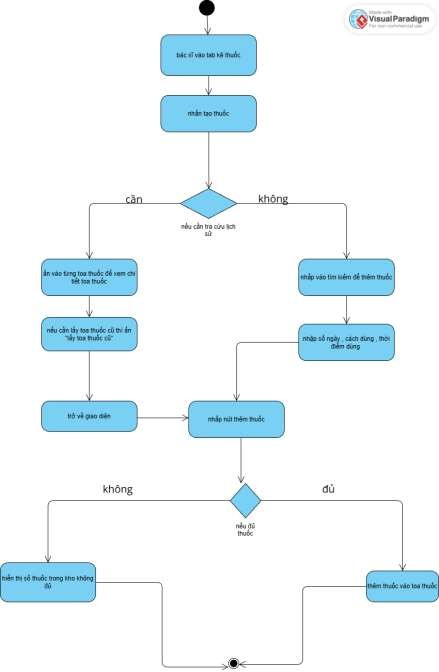 Made with
Visual Paradigm
For non-commercial use
bác sĩ vào tab kê thuốc
nhấn tạo thuốc
cần
không
nếu cần tra cứu lịch
sử
ấn vào từng toa thuốc để xem chi
tiết toa thuốc
nhấp vào tìm kiếm để thêm thuốc
nếu cần lấy toa thuốc cũ thì ấn
"lấy toa thuốc cũ"
nhập số ngày , cách dùng , thời
điểm dùng
trở về giao diện
nhấp nút thêm thuốc
không
đủ
nếu đủ
thuốc
hiển thị số thuốc trong kho không
đủ
thêm thuốc vào toa thuốc